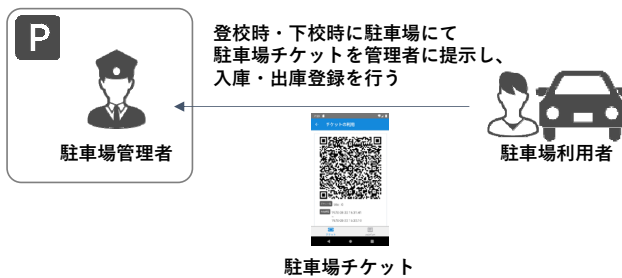 P
登校時・下校時に駐車場にて
駐車場チケットを管理者に提示し、
入庫・出庫登録を行う
駐車場管理者
駐車場利用者
チケットの利用
駐車場チケット